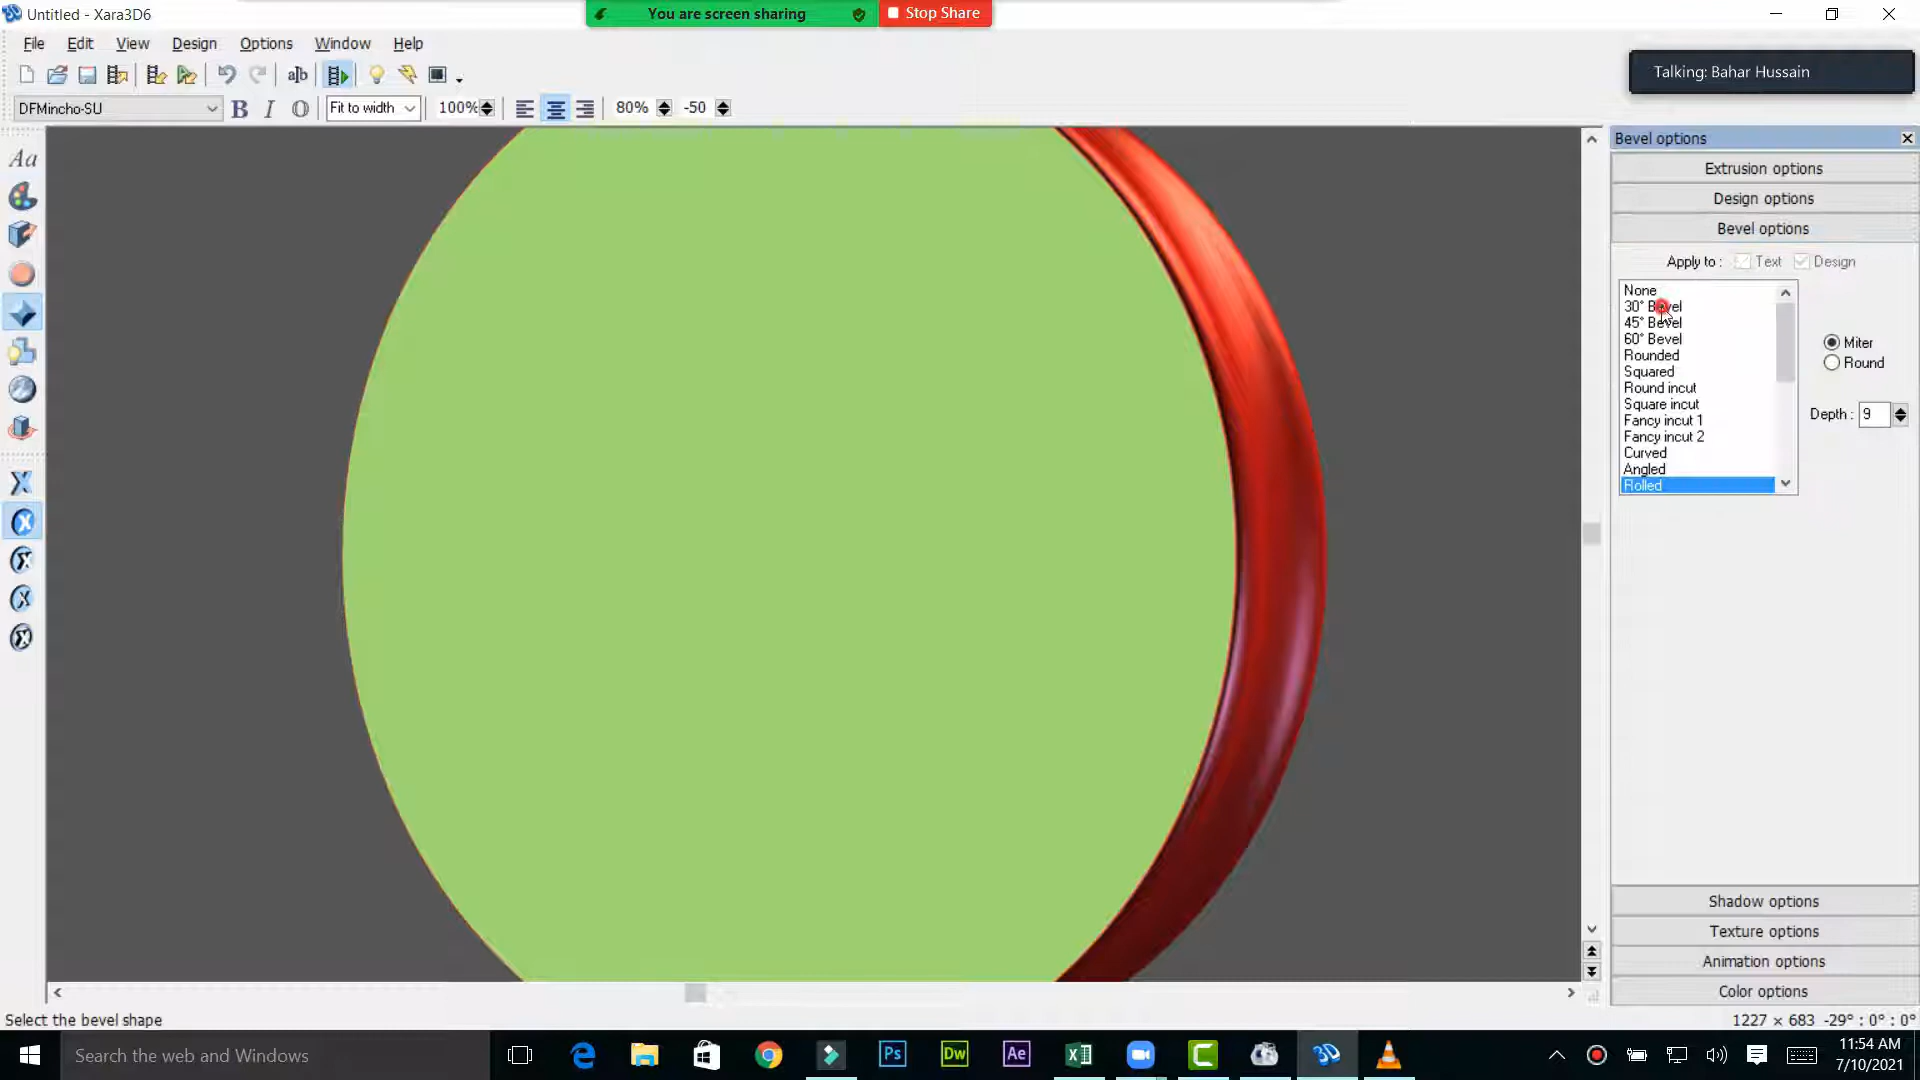 Untitled - Xara3D6
You are screen sharing
Stop Share
File Edit View Design Options Window Help
Talking: Bahar Hussain
DFMincho-SU
B I O
Fit to width
100%
80%
-50
Aa
Bevel options
Extrusion options
Design options
Bevel options
Apply to : Text Design
None
30° Bevel
45° Bevel
60° Bevel
Rounded
Squared
Round incut
Square incut
Fancy incut 1
Fancy incut 2
Curved
Angled
Rolled
Miter
Round
Depth : 9
Shadow options
Texture options
Animation options
Color options
Select the bevel shape
1227 × 683 -29° : 0° : 0°
Search the web and Windows
Ps
Dw
Ae
11:54 AM
7/10/2021